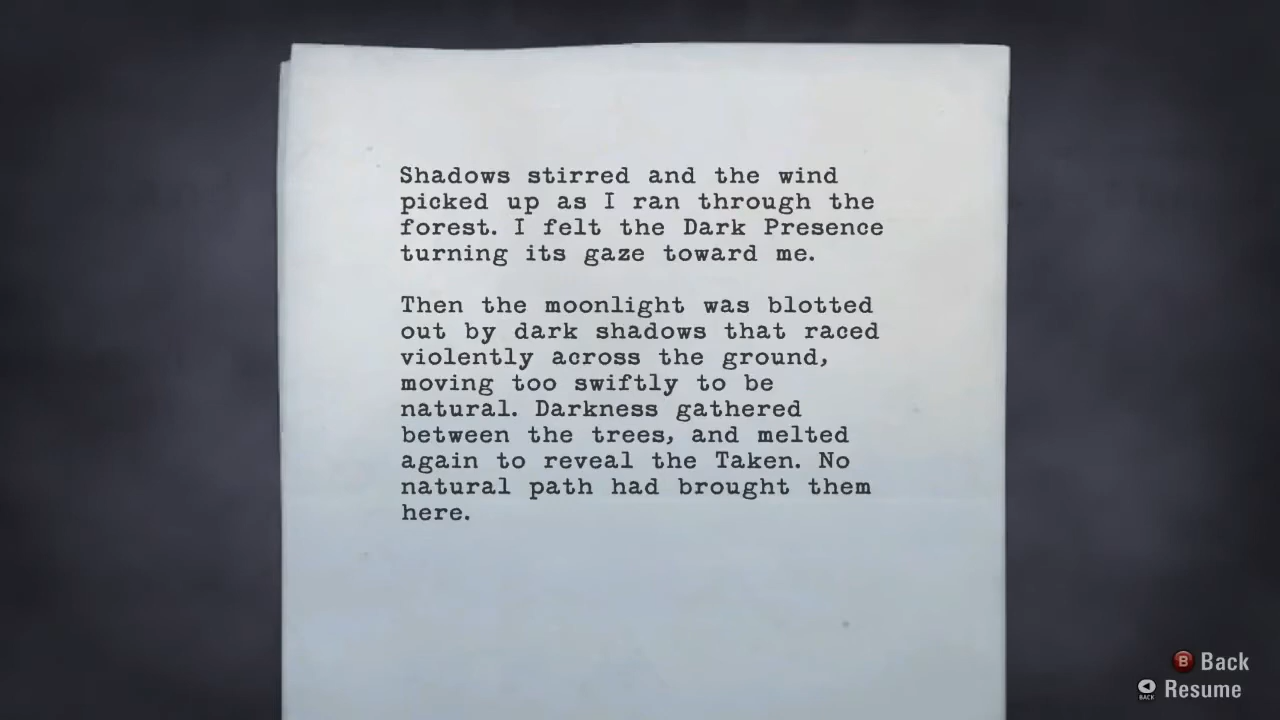 Shadows stirred and the wind
picked up as I ran through the
forest. I felt the Dark Presence
turning its gaze toward me.
Then the moonlight was blotted
out by dark shadows that raced
violently across the ground,
moving too swiftly to be
natural. Darkness gathered
between the trees, and melted
again to reveal the Taken. No
natural path had brought them
here.
B Back
BACK Resume